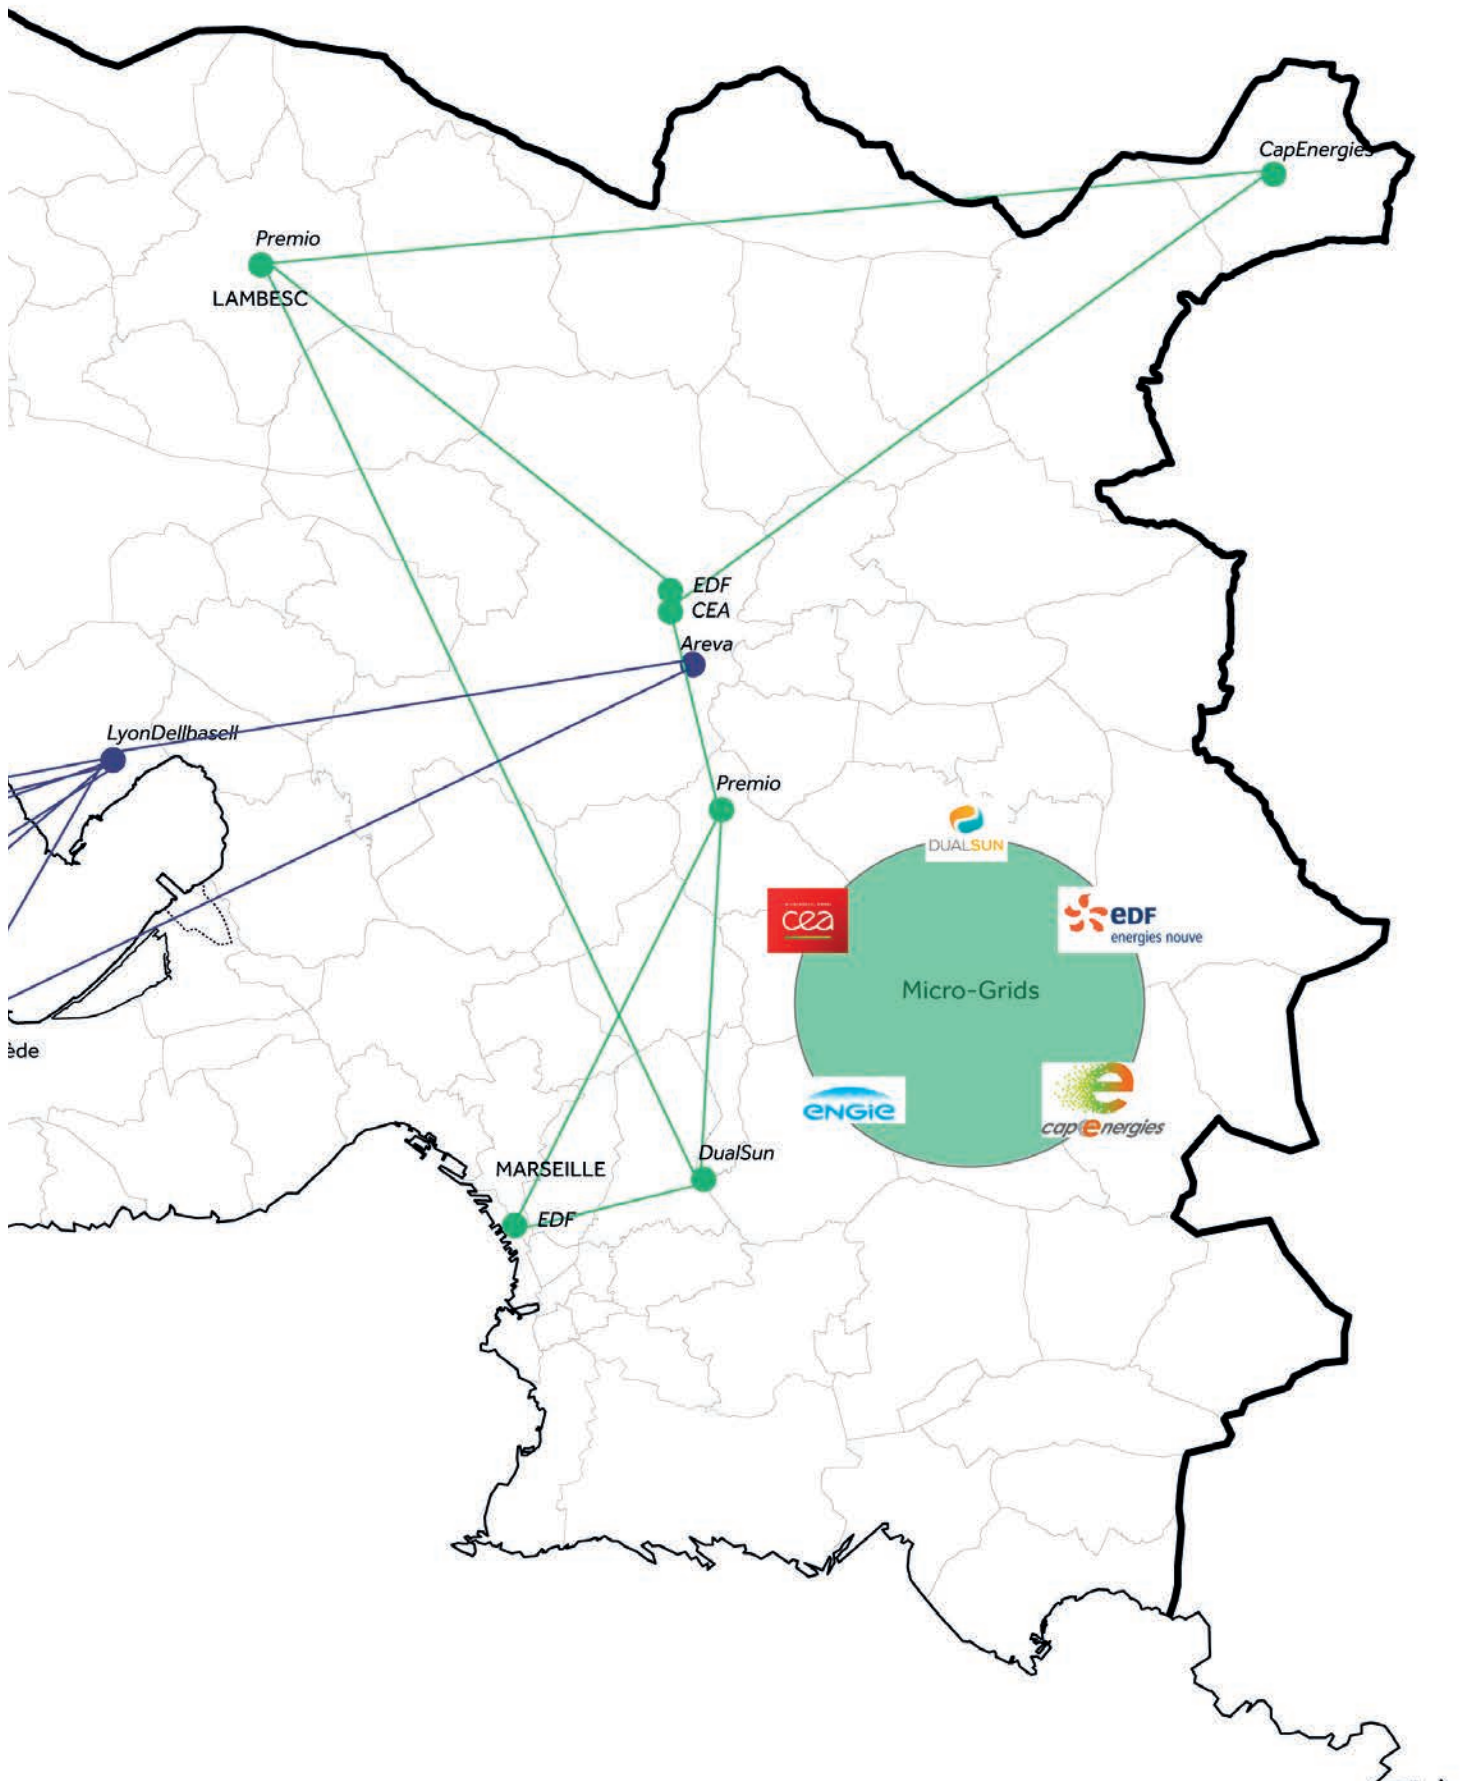 CapEnergies
Premio
LAMBESC
EDF
CEA
Areva
LyonDellbasell
Premio
DUALSUN
cea
eDF
energies nouve
Micro-Grids
ède
ENGIE
cap energies
DualSun
MARSEILLE
EDF